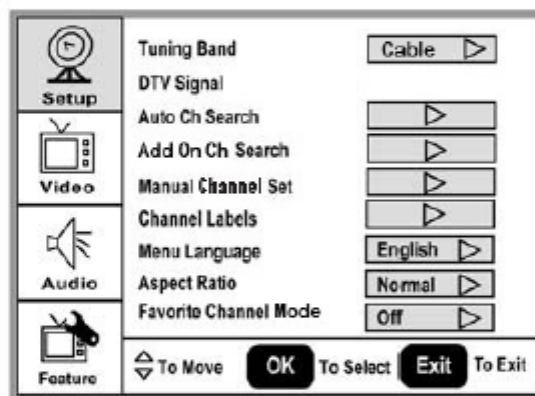 Setup
Video
Audio
Feature
Tuning Band Cable
DTV Signal
Auto Ch Search
Add On Ch Search
Manual Channel Set
Channel Labels
Menu Language English
Aspect Ratio Normal
Favorite Channel Mode Off
To Move OK To Select Exit To Exit